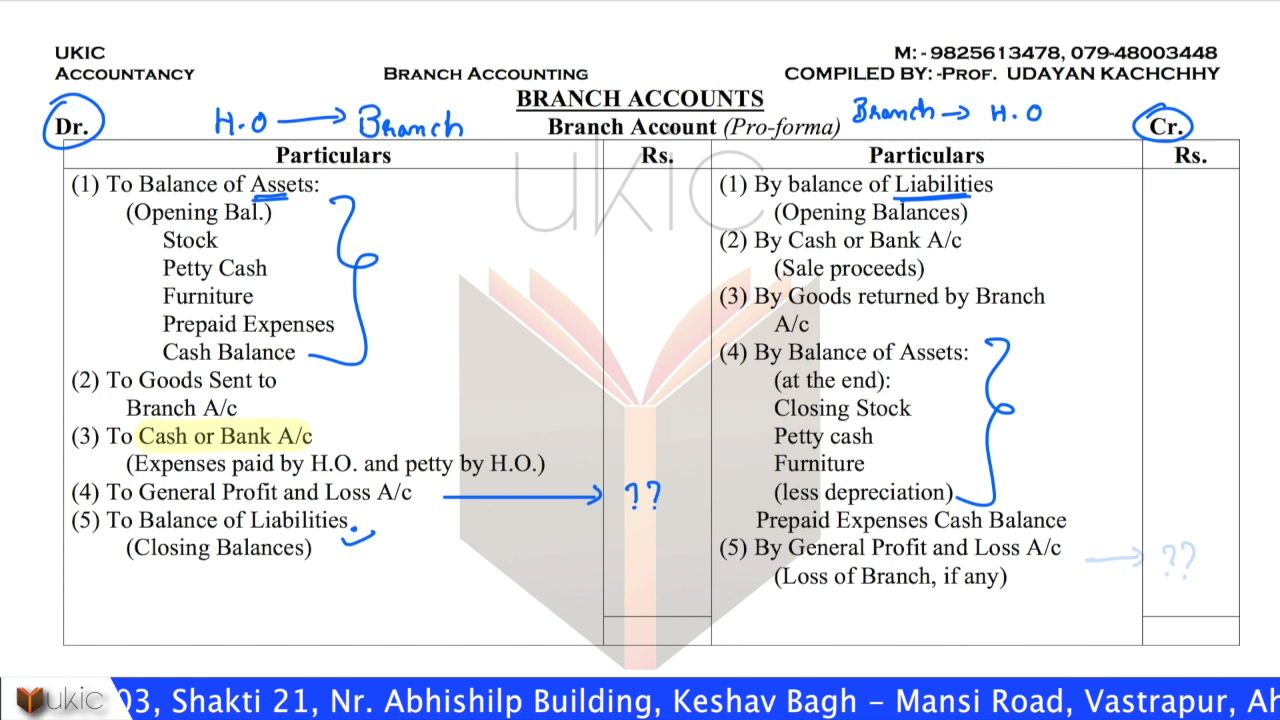 UKIC
M: - 9825613478, 079-48003448
ACCOUNTANCY
BRANCH ACCOUNTING
COMPILED BY: -PROF. UDAYAN KACHCHHY
BRANCH ACCOUNTS
Dr.
H.O → Branch
Branch Account (Pro-forma)
Branch → H.O
Cr.
Particulars
Rs.
Particulars
Rs.
(1) To Balance of Assets:
(Opening Bal.)
Stock
Petty Cash
Furniture
Prepaid Expenses
Cash Balance
(2) To Goods Sent to
Branch A/c
(3) To Cash or Bank A/c
(Expenses paid by H.O. and petty by H.O.)
(4) To General Profit and Loss A/c → ??
(5) To Balance of Liabilities
(Closing Balances)
(1) By balance of Liabilities
(Opening Balances)
(2) By Cash or Bank A/c
(Sale proceeds)
(3) By Goods returned by Branch
A/c
(4) By Balance of Assets:
(at the end):
Closing Stock
Petty cash
Furniture
(less depreciation)
Prepaid Expenses Cash Balance
(5) By General Profit and Loss A/c → ??
(Loss of Branch, if any)
ukic
ukic
03, Shakti 21, Nr. Abhishilp Building, Keshav Bagh – Mansi Road, Vastrapur, Ah